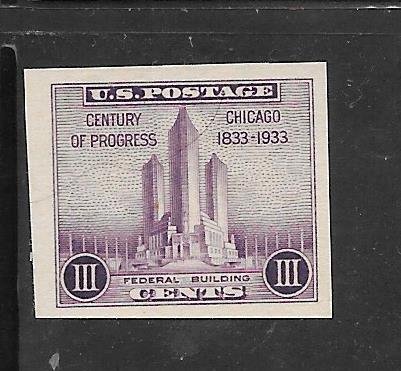 U.S. POSTAGE
CENTURY OF PROGRESS
CHICAGO 1833-1933
III
FEDERAL BUILDING
III
CENTS